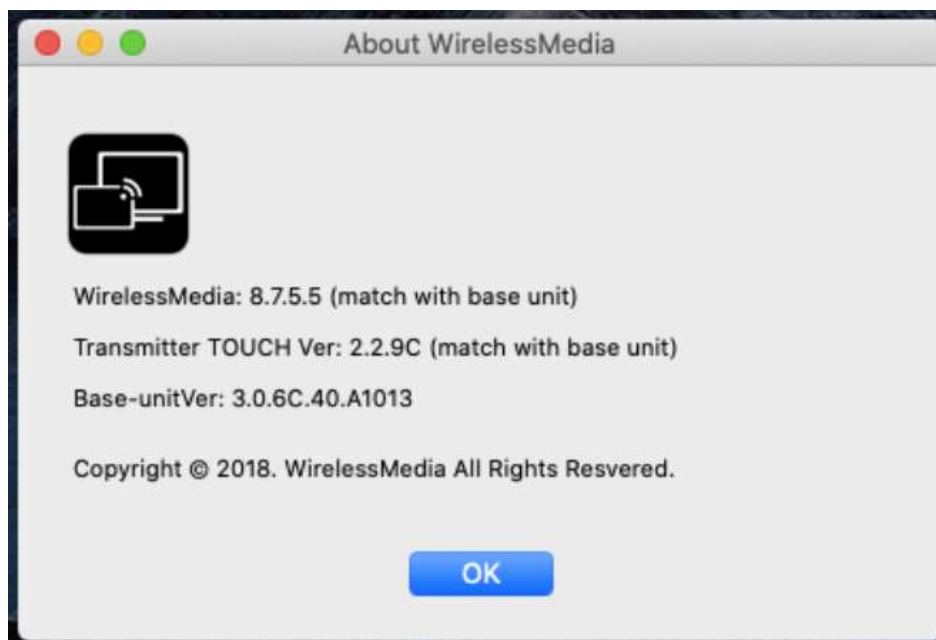 About WirelessMedia
WirelessMedia: 8.7.5.5 (match with base unit)
Transmitter TOUCH Ver: 2.2.9C (match with base unit)
Base-unitVer: 3.0.6C.40.A1013
Copyright © 2018. WirelessMedia All Rights Resvered.
OK